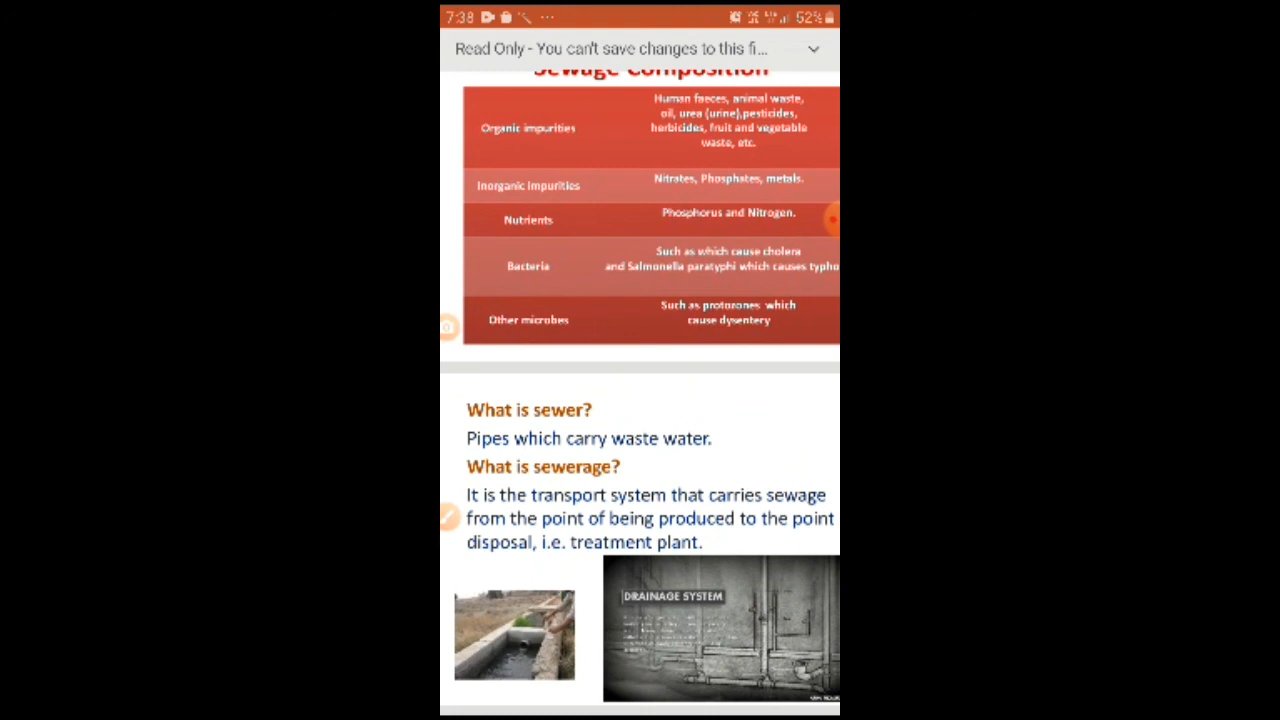 7:38
52%
Read Only - You can't save changes to this fi...
Sewage Composition
Organic impurities
Human faeces, animal waste,
oil, urea (urine),pesticides,
herbicides, fruit and vegetable
waste, etc.
Inorganic impurities
Nitrates, Phosphates, metals.
Nutrients
Phosphorus and Nitrogen.
Bacteria
Such as which cause cholera
and Salmonella paratyphi which causes typho
Other microbes
Such as protozones which
cause dysentery
What is sewer?
Pipes which carry waste water.
What is sewerage?
It is the transport system that carries sewage
from the point of being produced to the point
disposal, i.e. treatment plant.
DRAINAGE SYSTEM